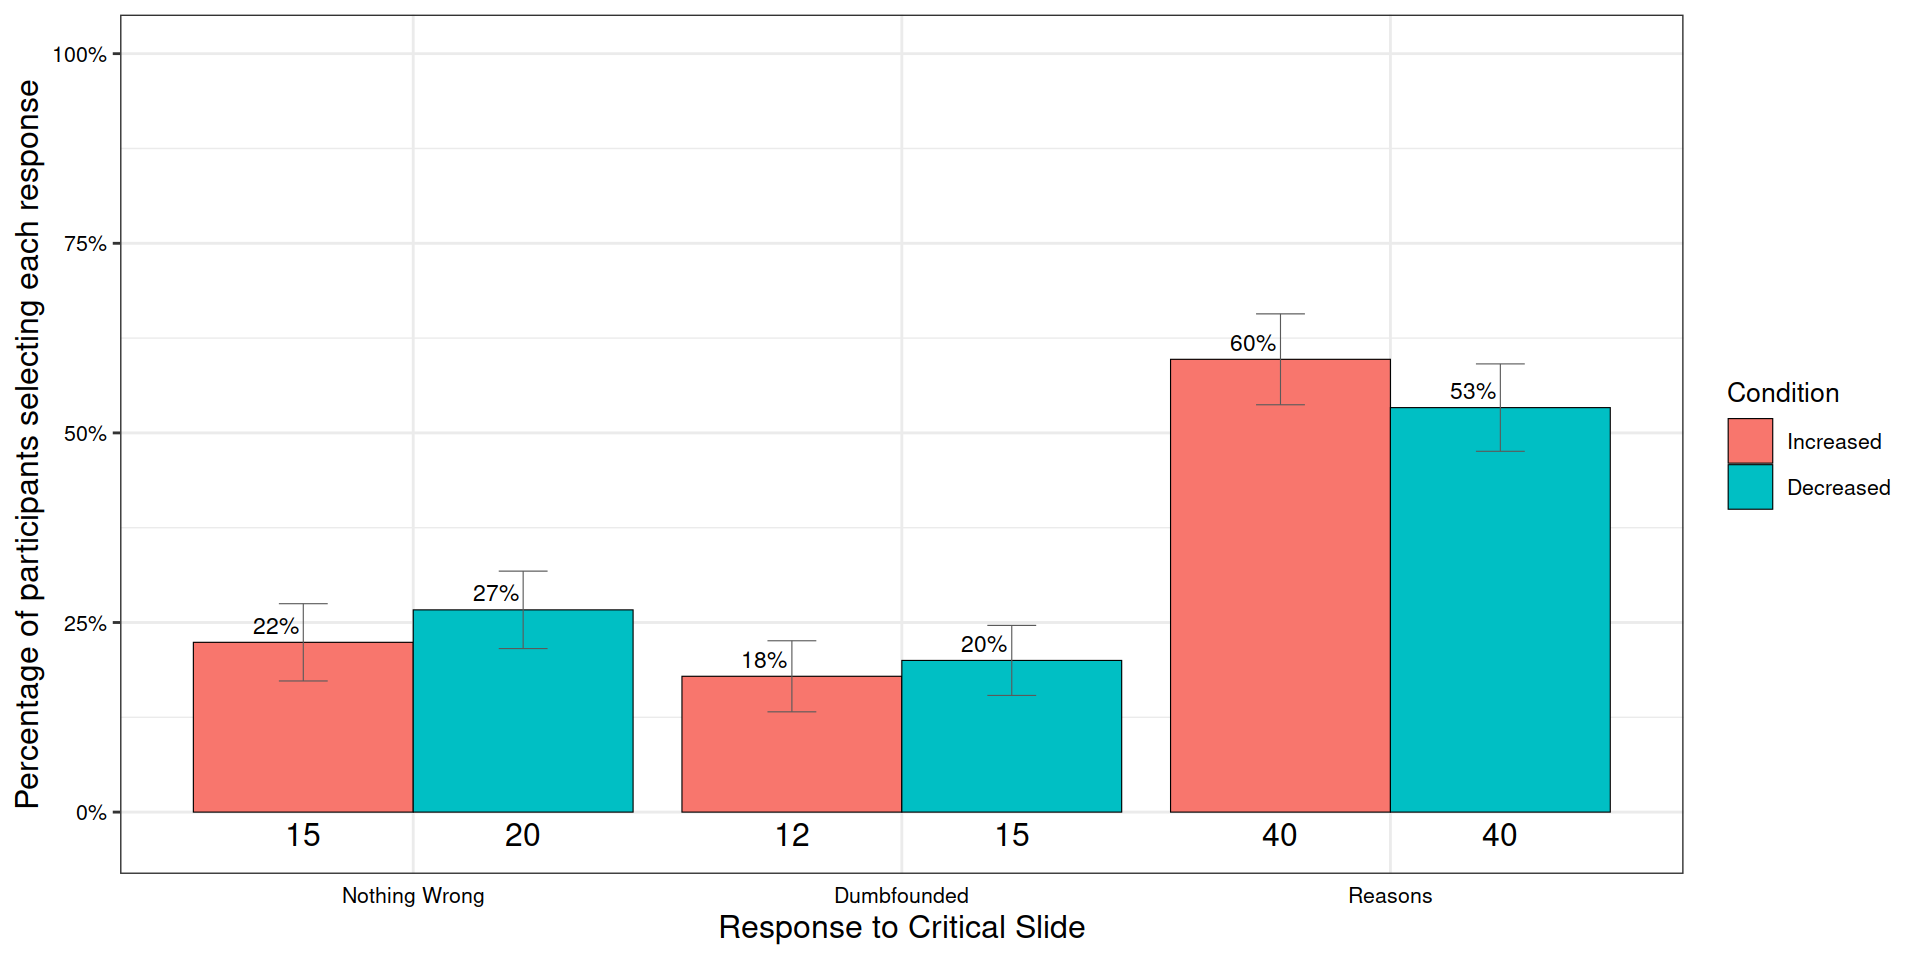 Percentage of participants selecting each response
100%
75%
50%
25%
0%
22%
27%
18%
20%
60%
53%
15
20
12
15
40
40
Nothing Wrong
Dumbfounded
Reasons
Response to Critical Slide
Condition
Increased
Decreased